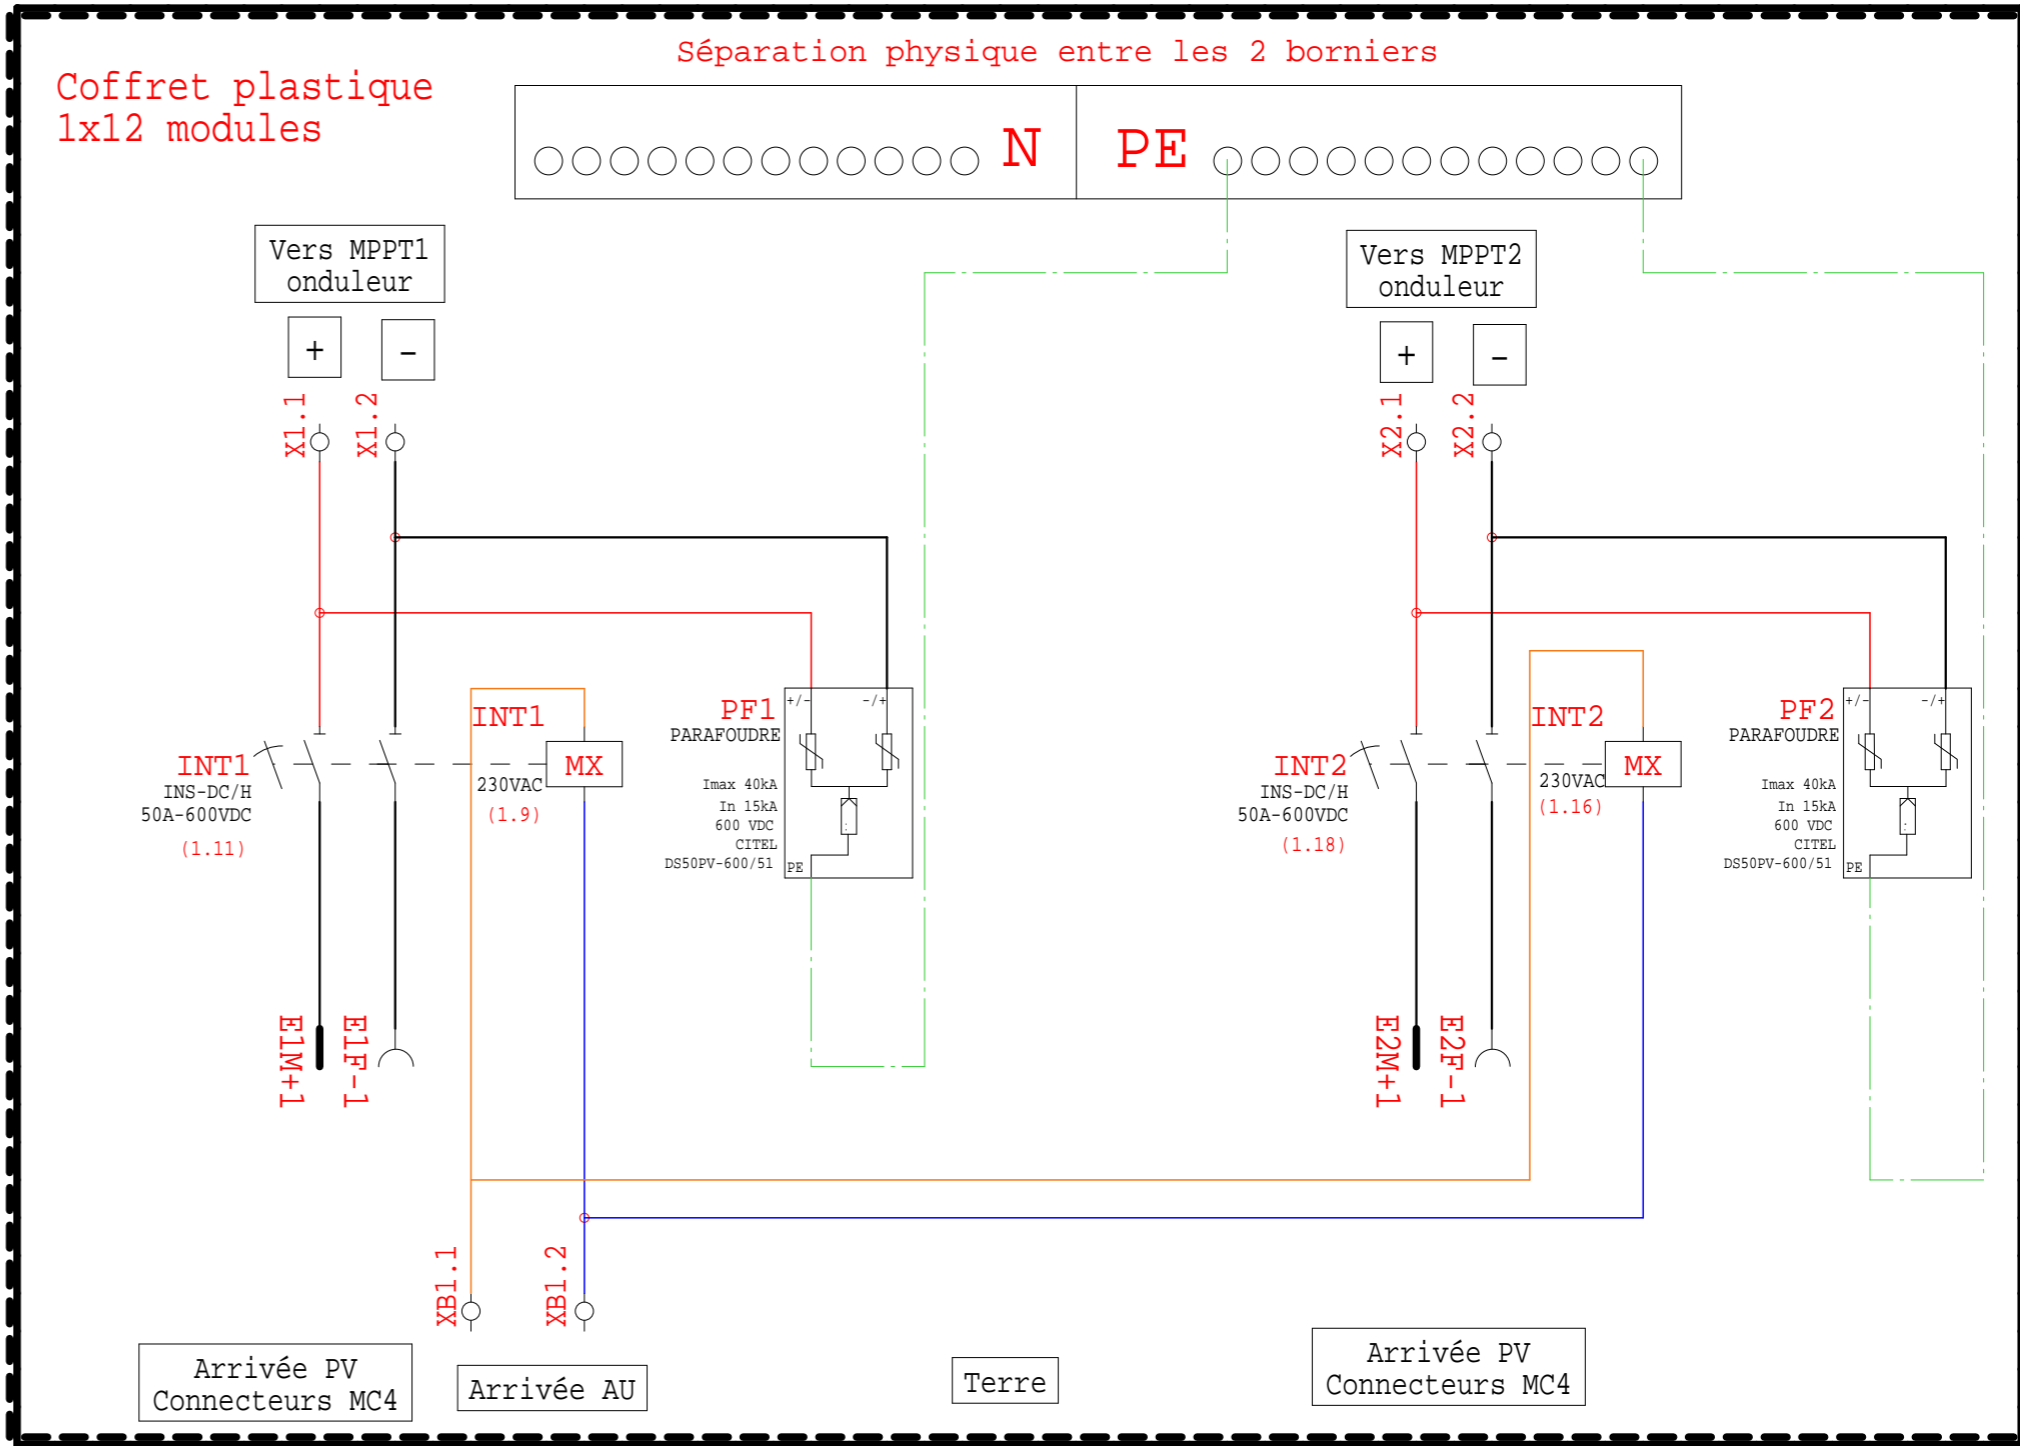 Séparation physique entre les 2 borniers
Coffret plastique
1x12 modules
N
PE
Vers MPPT1
onduleur
Vers MPPT2
onduleur
+
-
+
-
X1.1
X1.2
X2.1
X2.2
INT1
INS-DC/H
50A-600VDC
(1.11)
INT1
MX
230VAC
(1.9)
PF1
PARAFOUDRE
Imax 40kA
In 15kA
600 VDC
CITEL
DS50PV-600/51
+/-
-/+
PE
INT2
INS-DC/H
50A-600VDC
(1.18)
INT2
MX
230VAC
(1.16)
PF2
PARAFOUDRE
Imax 40kA
In 15kA
600 VDC
CITEL
DS50PV-600/51
+/-
-/+
PE
E1M+1
E1F-1
E2M+1
E2F-1
XB1.1
XB1.2
Arrivée PV
Connecteurs MC4
Arrivée AU
Terre
Arrivée PV
Connecteurs MC4